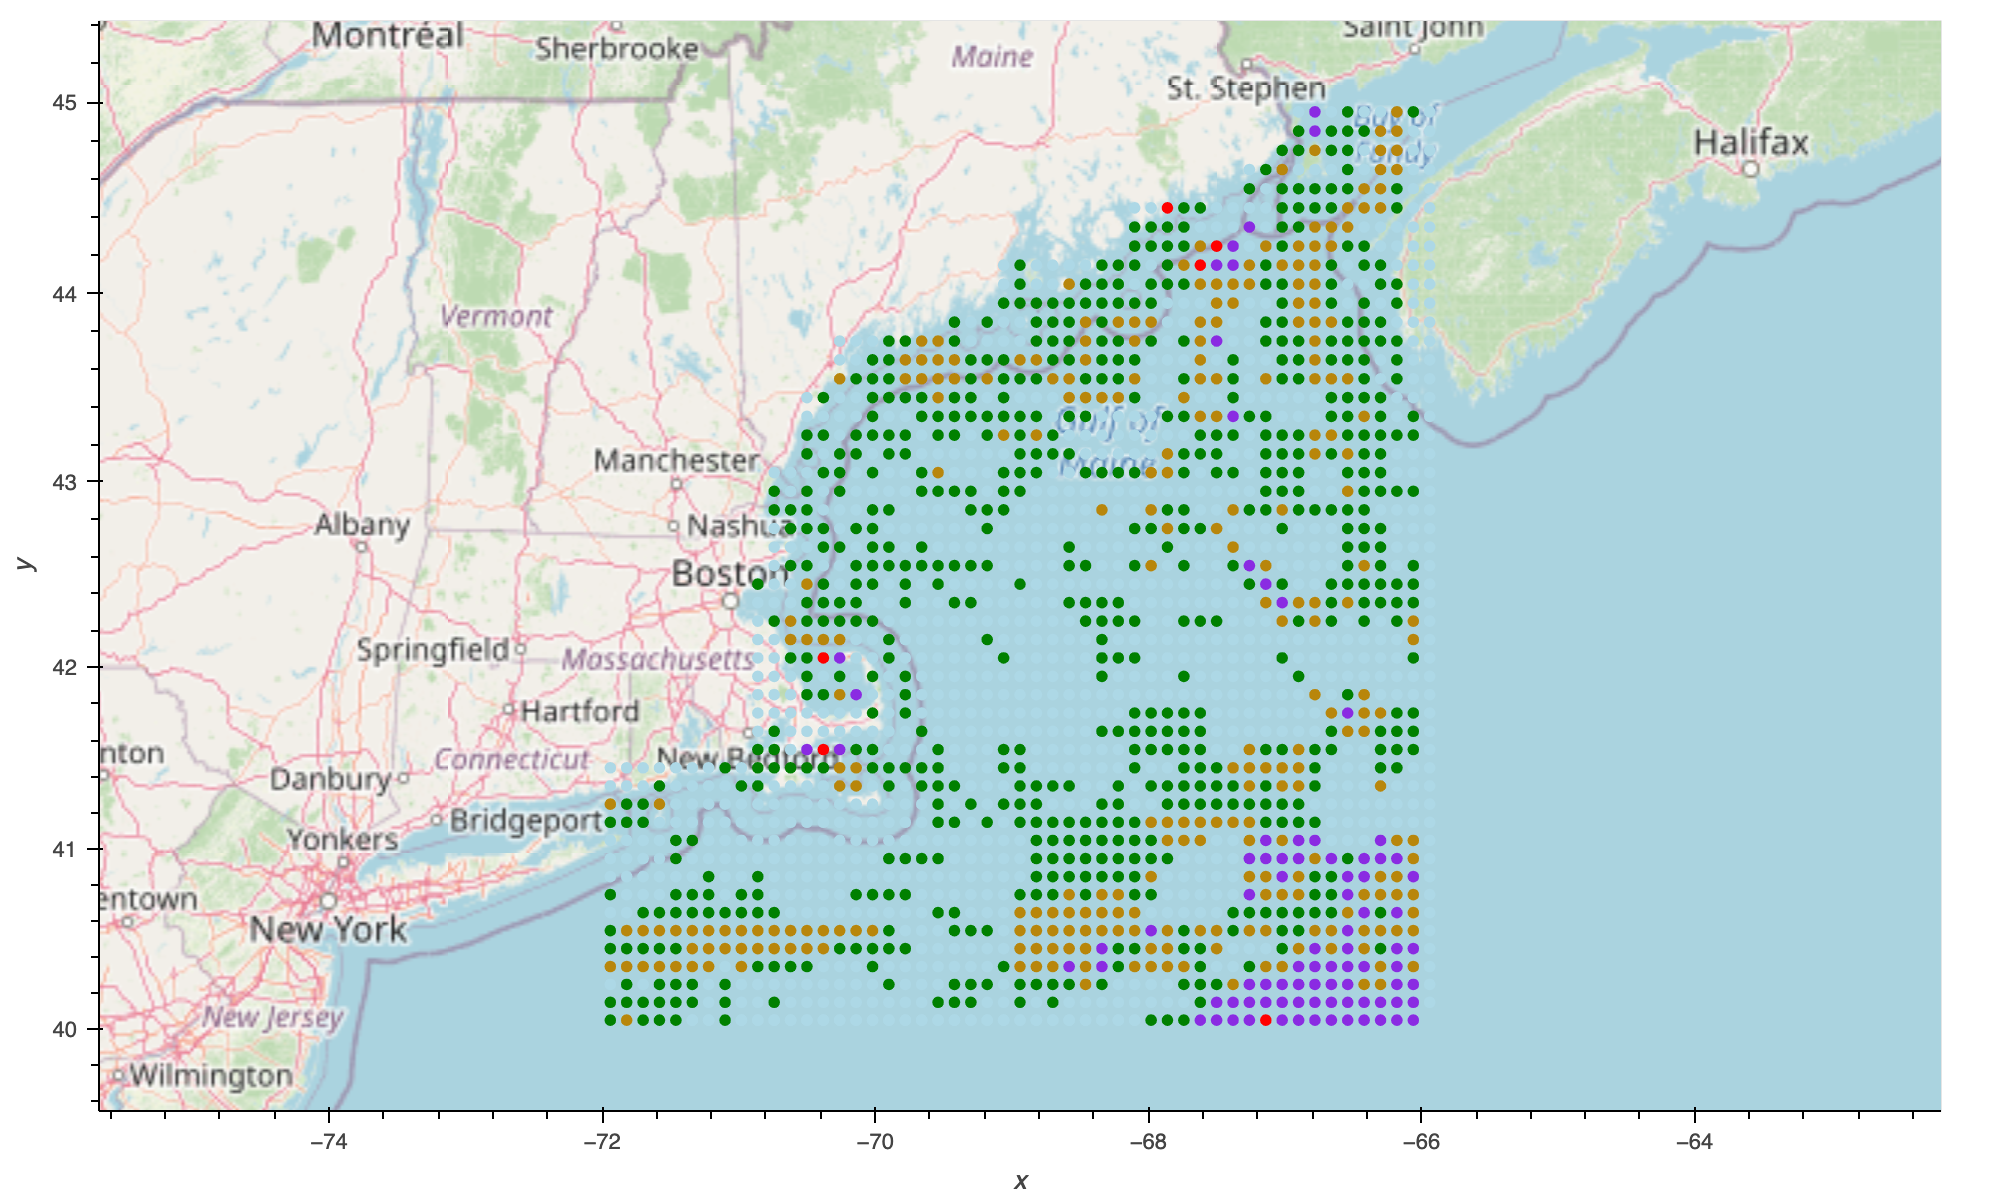 Montréal
Sherbrooke
Maine
Saint John
St. Stephen
Bay of
Fundy
Halifax
45
44
43
42
41
40
Vermont
Gulf of
Maine
Manchester
Albany
Nashua
Boston
Springfield
Massachusetts
Hartford
nton
Connecticut
New Bedford
Danbury
Bridgeport
Yonkers
entown
New York
New Jersey
Wilmington
y
−74
−72
−70
−68
−66
−64
x